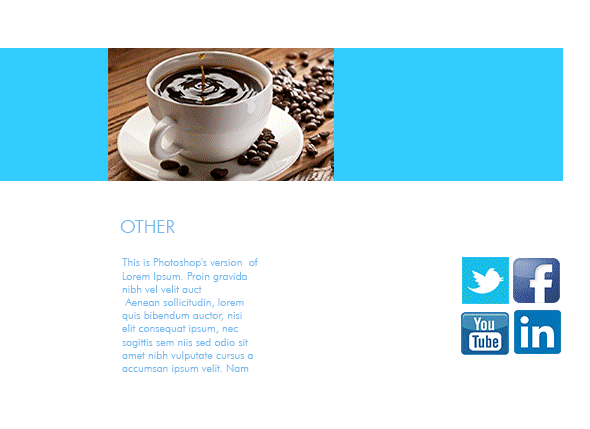 OTHER
This is Photoshop's version  of
Lorem Ipsum. Proin gravida
nibh vel velit auct
 Aenean sollicitudin, lorem
quis bibendum auctor, nisi
elit consequat ipsum, nec
sagittis sem niis sed odio sit
amet nibh vulputate cursus a
accumsan ipsum velit. Nam
f
You
Tube
in